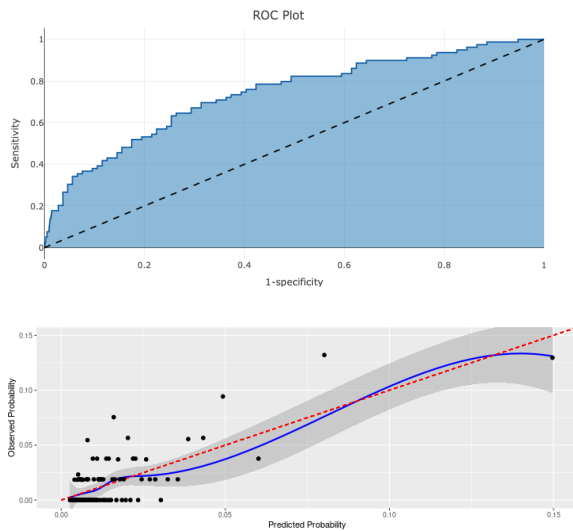 ROC Plot
1
0.8
0.6
0.4
0.2
0
Sensitivity
0 0.2 0.4 0.6 0.8 1
1-specificity
0.15
0.10
0.05
0.00
Observed Probability
0.00 0.05 0.10 0.15
Predicted Probability